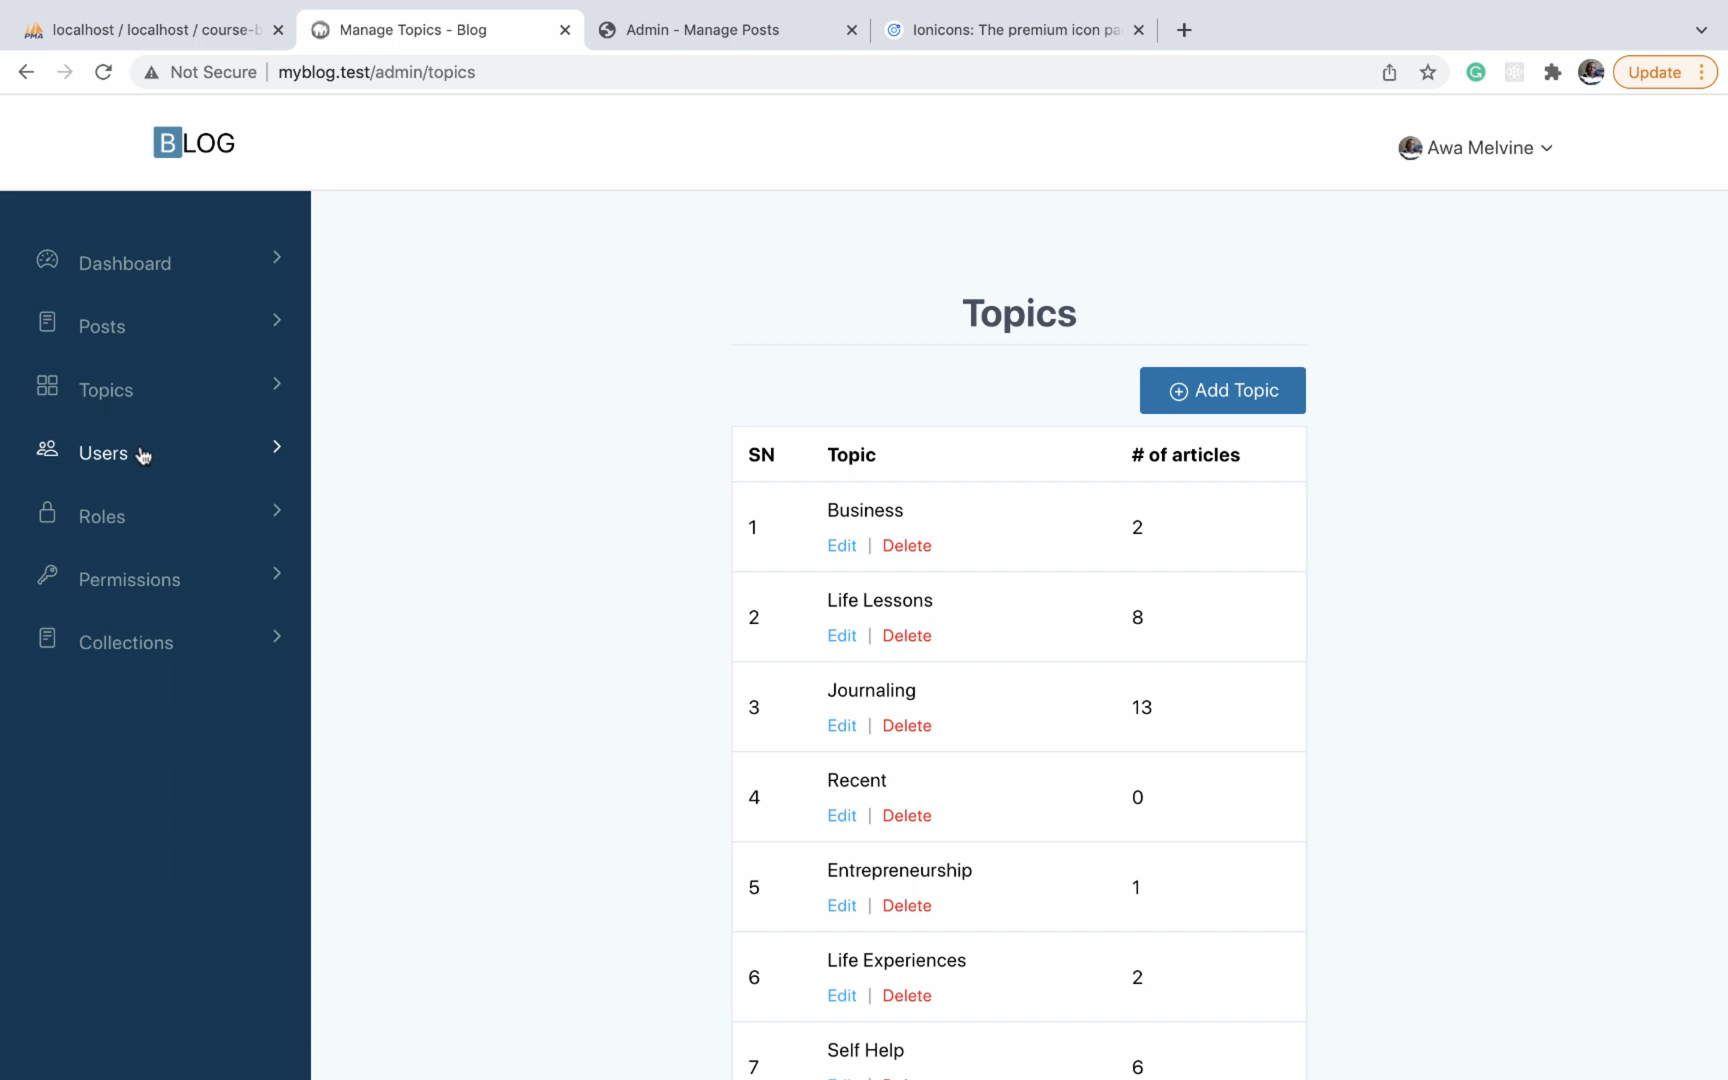 localhost / localhost / course-b
Manage Topics - Blog
Admin - Manage Posts
Ionicons: The premium icon pa
Not Secure | myblog.test/admin/topics
Update
BLOG
Awa Melvine
Dashboard
Posts
Topics
Users
Roles
Permissions
Collections
Topics
Add Topic
SN Topic # of articles
Business
1 2
Edit | Delete
Life Lessons
2 8
Edit | Delete
Journaling
3 13
Edit | Delete
Recent
4 0
Edit | Delete
Entrepreneurship
5 1
Edit | Delete
Life Experiences
6 2
Edit | Delete
Self Help
7 6